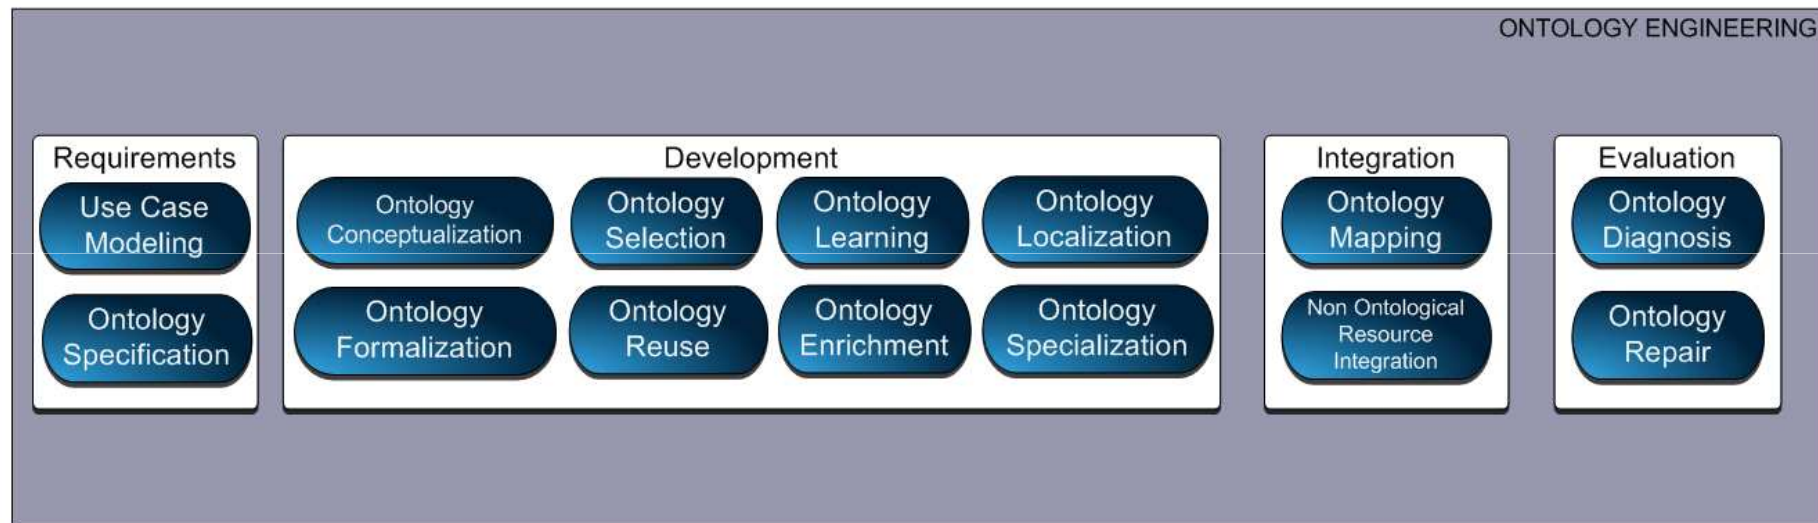 ONTOLOGY ENGINEERING
Requirements
Use Case
Modeling
Ontology
Specification
Development
Ontology
Conceptualization
Ontology
Selection
Ontology
Learning
Ontology
Localization
Ontology
Formalization
Ontology
Reuse
Ontology
Enrichment
Ontology
Specialization
Integration
Ontology
Mapping
Non Ontological
Resource
Integration
Evaluation
Ontology
Diagnosis
Ontology
Repair